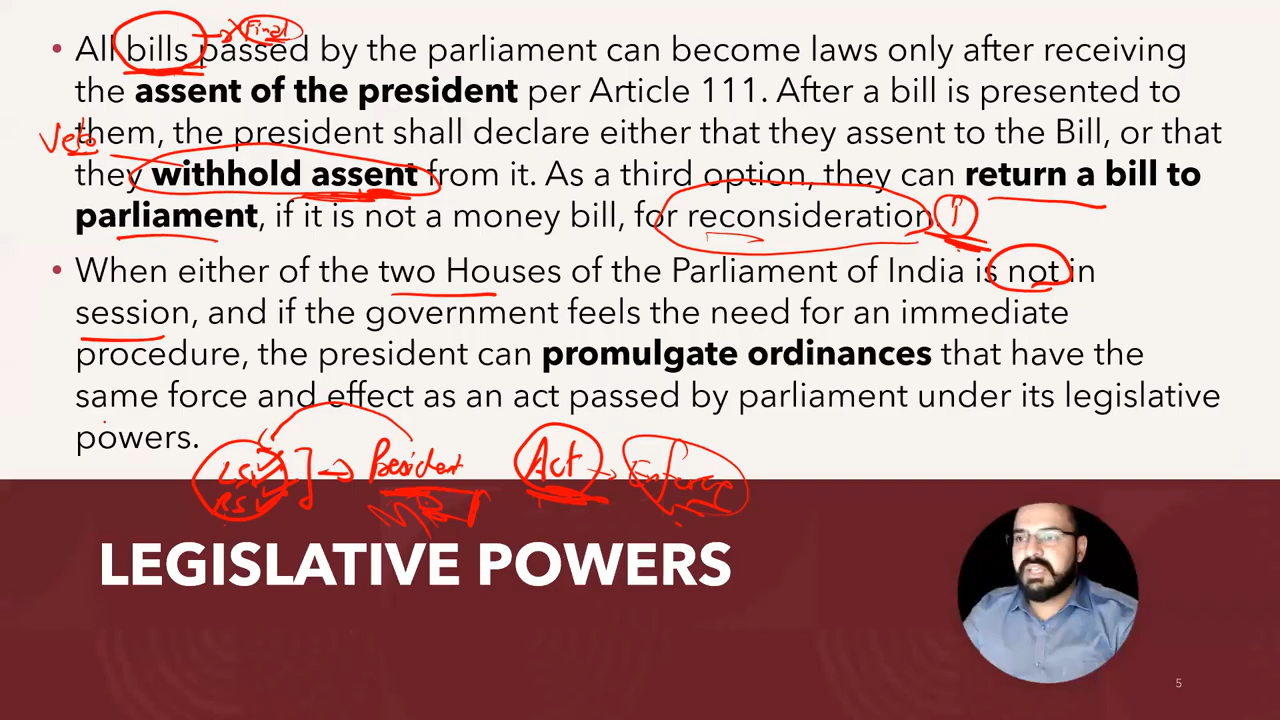 Final
• All bills passed by the parliament can become laws only after receiving
the assent of the president per Article 111. After a bill is presented to
Veto
them, the president shall declare either that they assent to the Bill, or that
they withhold assent from it. As a third option, they can return a bill to
parliament, if it is not a money bill, for reconsideration
• When either of the two Houses of the Parliament of India is not in
session, and if the government feels the need for an immediate
procedure, the president can promulgate ordinances that have the
same force and effect as an act passed by parliament under its legislative
powers.
LS President Act
RS
LEGISLATIVE POWERS
5